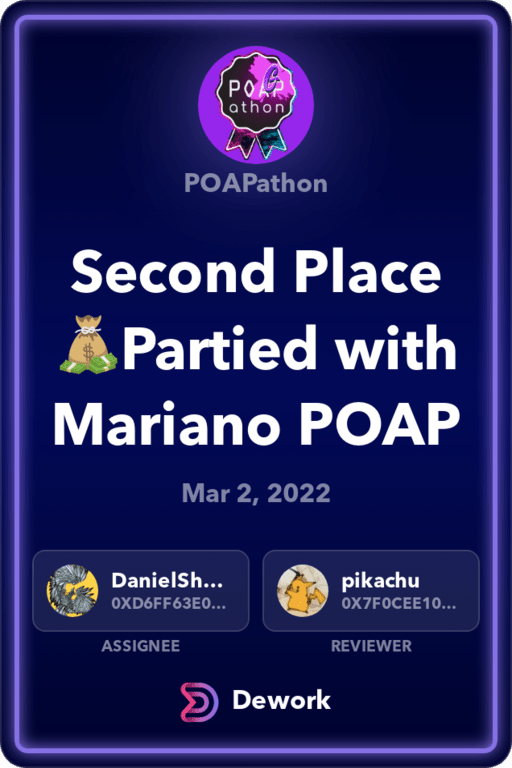 POAP
athon
POAPathon
Second Place
💰Partied with
Mariano POAP
Mar 2, 2022
DanielSh...
0XD6FF63E0...
ASSIGNEE
pikachu
0X7F0CEE10...
REVIEWER
Dework